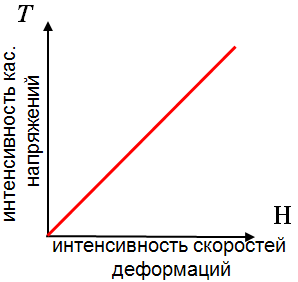 T
интенсивность кас.
напряжений
H
интенсивность скоростей
деформаций